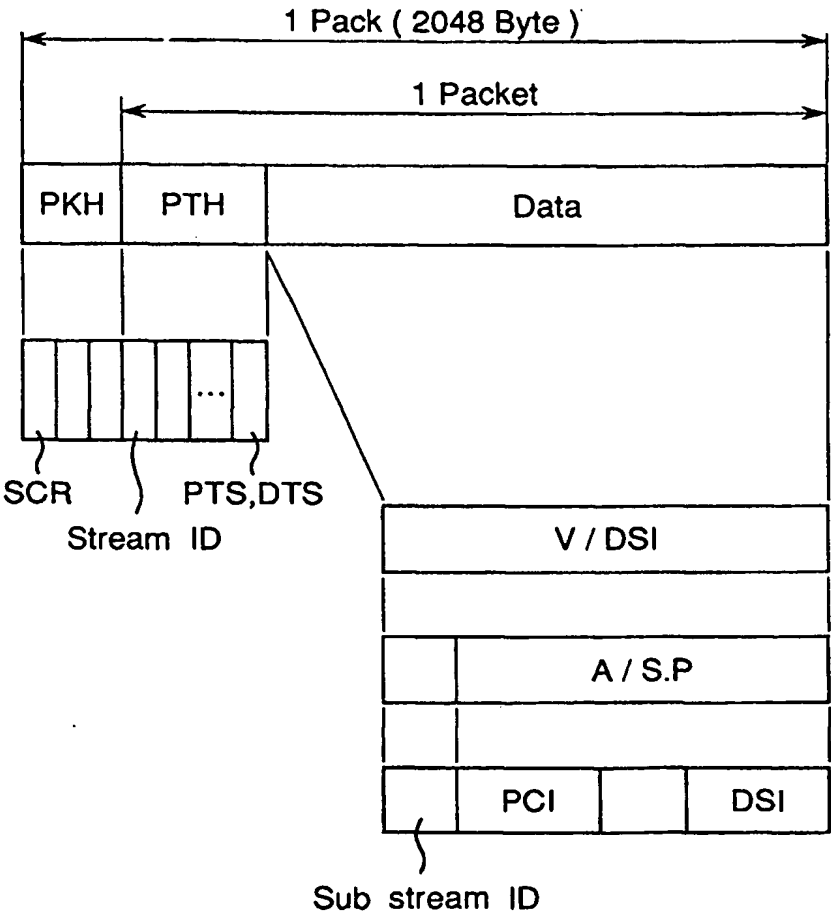 1 Pack ( 2048 Byte )
1 Packet
PKH PTH Data
...
SCR PTS,DTS
Stream ID
V / DSI
A / S.P
PCI DSI
Sub stream ID